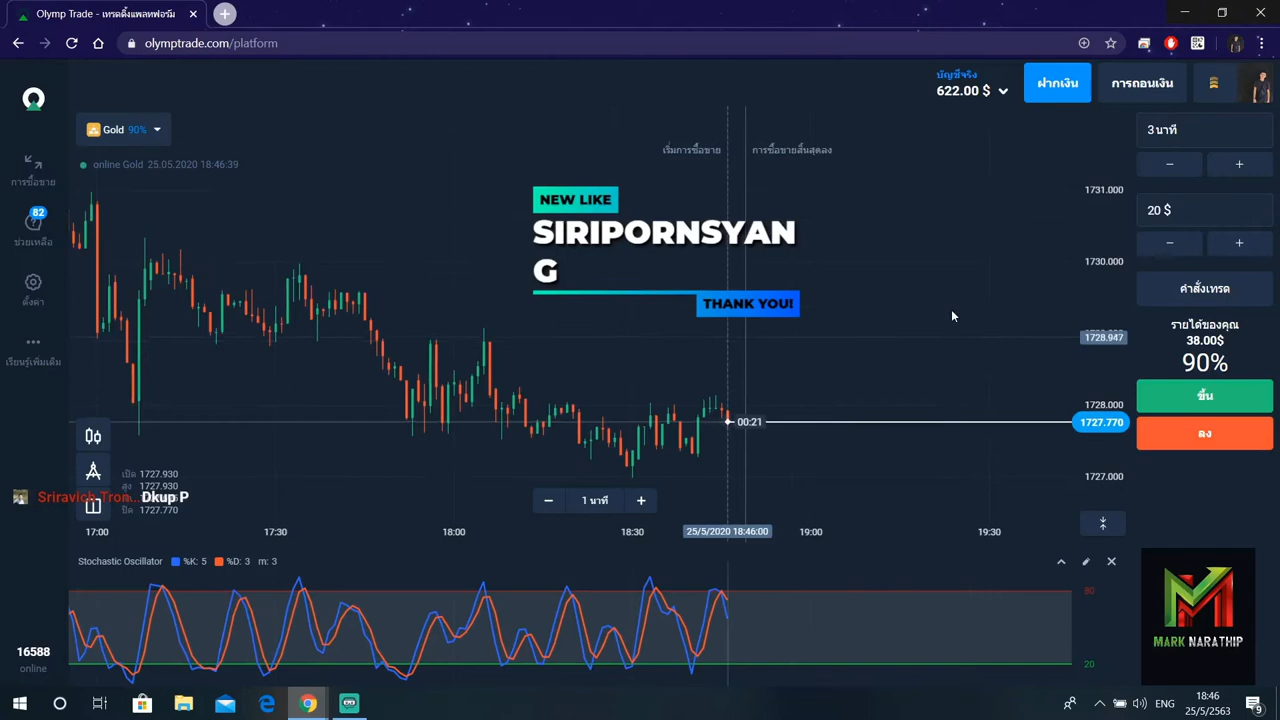 Olymp Trade - เทรดดิ้งแพลทฟอร์ม
olymptrade.com/platform
บัญชีจริง
622.00 $
ฝากเงิน
การถอนเงิน
Gold 90%
online Gold 25.05.2020 18:46:39
เริ่มการซื้อขาย
การซื้อขายสิ้นสุดลง
การซื้อขาย
82
ช่วยเหลือ
ตั้งค่า
เรียนรู้เพิ่มเติม
NEW LIKE
SIRIPORNSYAN
G
THANK YOU!
1731.000
1730.000
1728.947
1728.000
1727.770
1727.000
00:21
3 นาที
20 $
คำสั่งเทรด
รายได้ของคุณ
38.00$
90%
ขึ้น
ลง
เปิด 1727.930
สูง 1727.930
Sriravich Tron... Dkup P
ปิด 1727.770
1 นาที
17:00
17:30
18:00
18:30
25/5/2020 18:46:00
19:00
19:30
Stochastic Oscillator %K: 5 %D: 3 m: 3
80
20
16588
online
MARK NARATHIP
ENG
18:46
25/5/2563
9